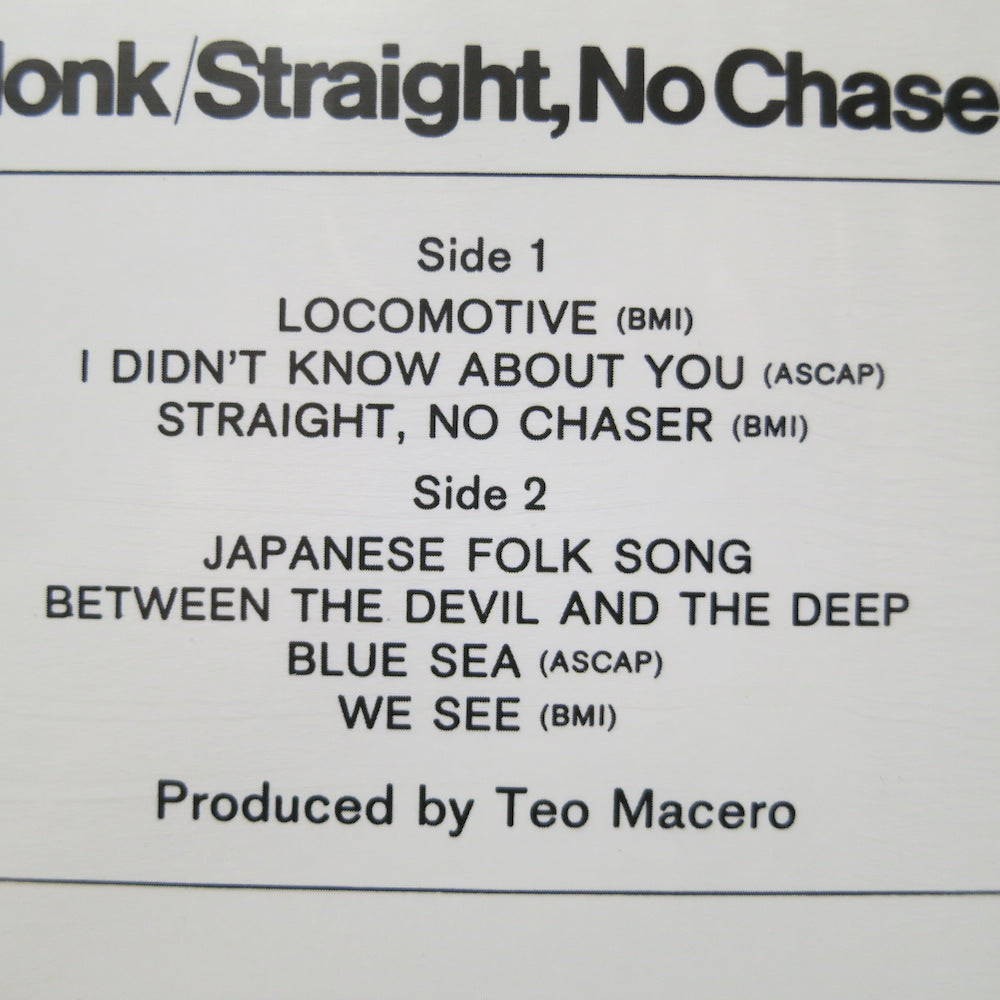 onk/Straight, No Chase
Side 1
LOCOMOTIVE (BMI)
I DIDN'T KNOW ABOUT YOU (ASCAP)
STRAIGHT, NO CHASER (BMI)
Side 2
JAPANESE FOLK SONG
BETWEEN THE DEVIL AND THE DEEP
BLUE SEA (ASCAP)
WE SEE (BMI)
Produced by Teo Macero